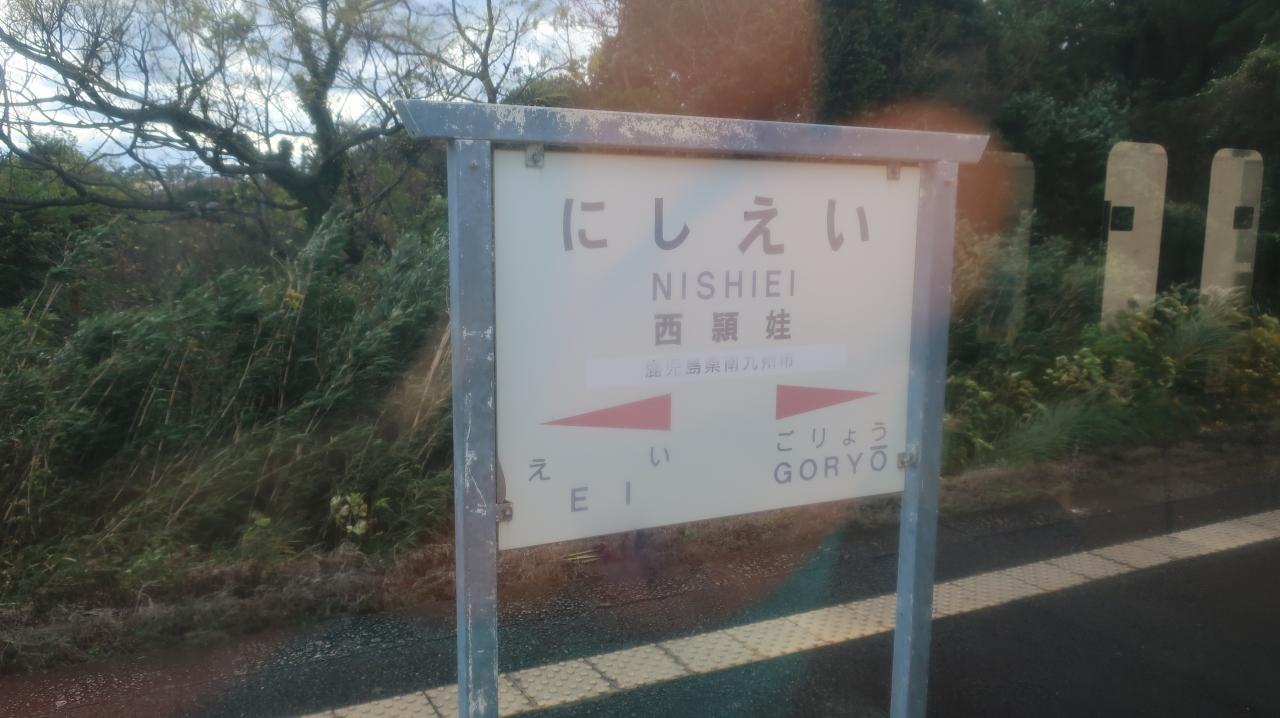 にしえい
NISHIEI
西頴娃
鹿児島県南九州市
えい ごりょう
EI GORYŌ